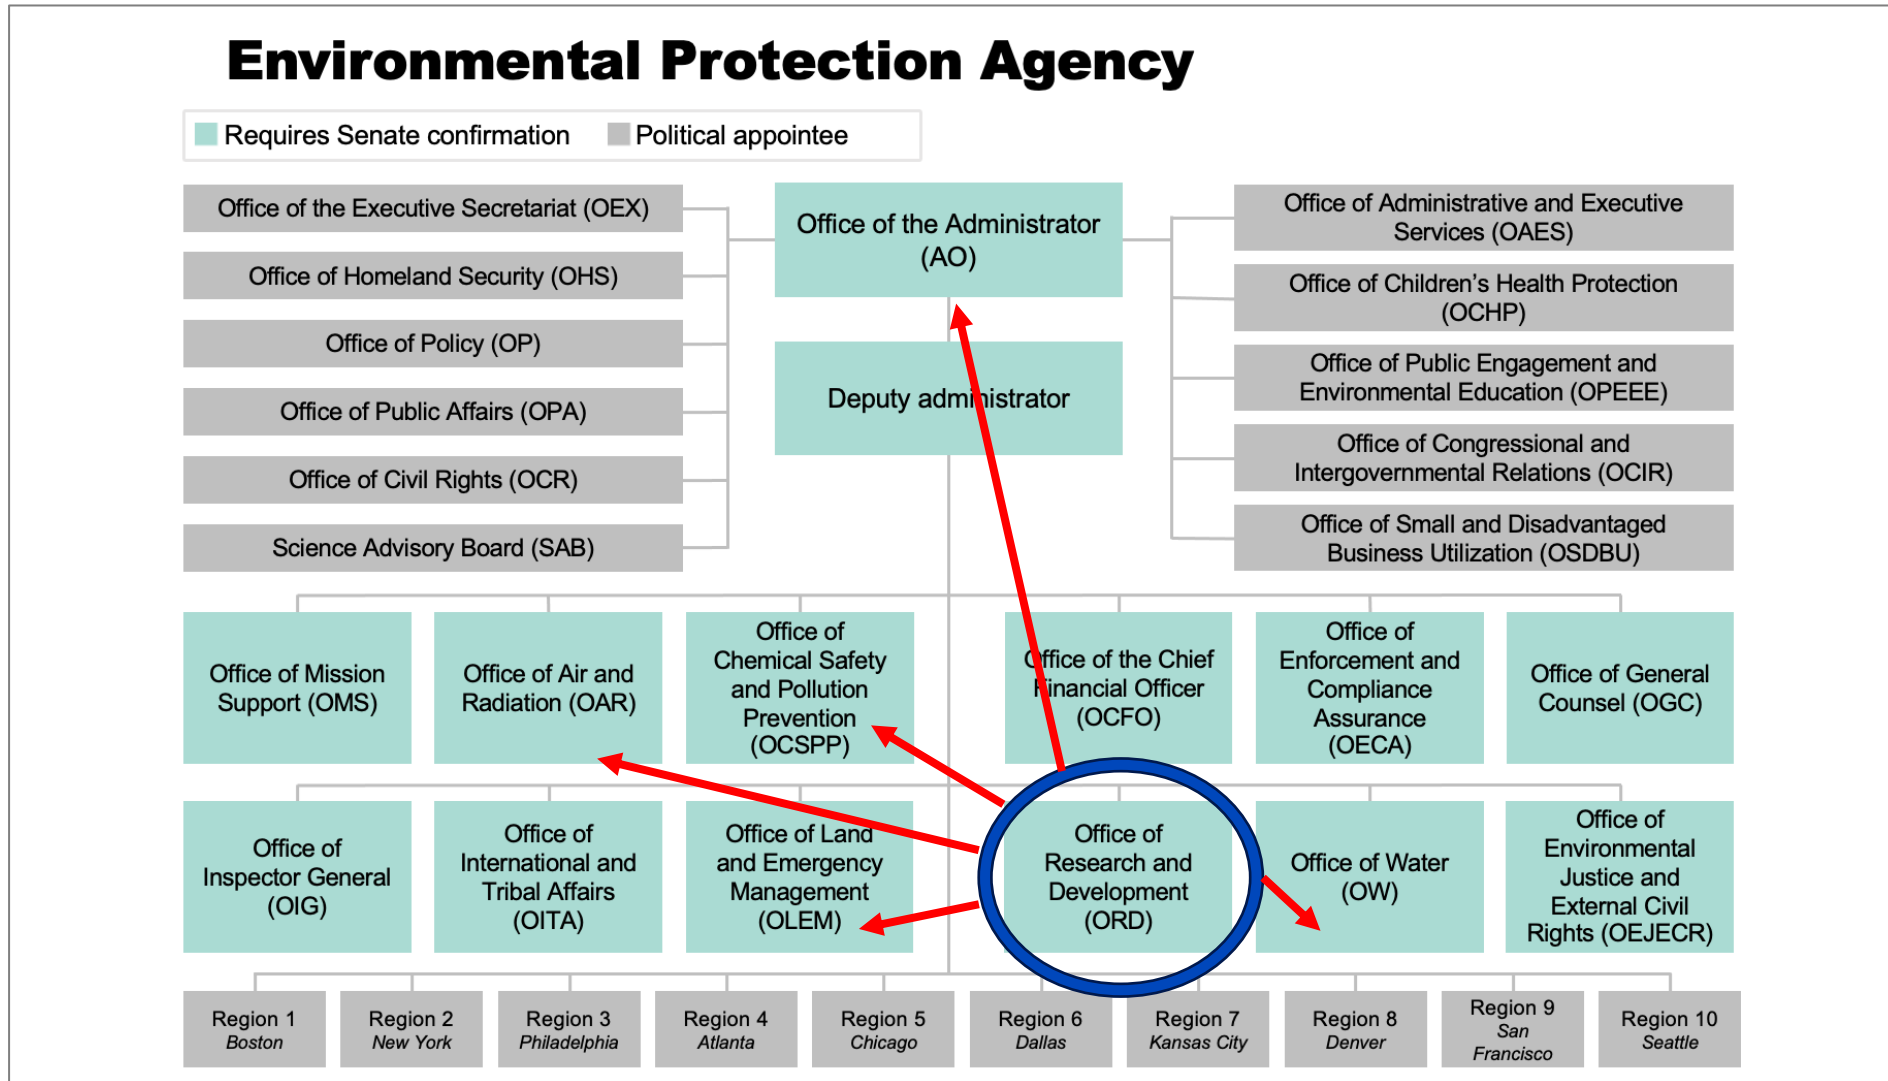 Environmental Protection Agency
Requires Senate confirmation
Political appointee
Office of the Executive Secretariat (OEX)
Office of Homeland Security (OHS)
Office of Policy (OP)
Office of Public Affairs (OPA)
Office of Civil Rights (OCR)
Science Advisory Board (SAB)
Office of the Administrator
(AO)
Deputy administrator
Office of Administrative and Executive
Services (OAES)
Office of Children’s Health Protection
(OCHP)
Office of Public Engagement and
Environmental Education (OPEEE)
Office of Congressional and
Intergovernmental Relations (OCIR)
Office of Small and Disadvantaged
Business Utilization (OSDBU)
Office of Mission
Support (OMS)
Office of Air and
Radiation (OAR)
Office of
Chemical Safety
and Pollution
Prevention
(OCSPP)
Office of the Chief
Financial Officer
(OCFO)
Office of
Enforcement and
Compliance
Assurance
(OECA)
Office of General
Counsel (OGC)
Office of
Inspector General
(OIG)
Office of
International and
Tribal Affairs
(OITA)
Office of Land
and Emergency
Management
(OLEM)
Office of
Research and
Development
(ORD)
Office of Water
(OW)
Office of
Environmental
Justice and
External Civil
Rights (OEJECR)
Region 1
Boston
Region 2
New York
Region 3
Philadelphia
Region 4
Atlanta
Region 5
Chicago
Region 6
Dallas
Region 7
Kansas City
Region 8
Denver
Region 9
San
Francisco
Region 10
Seattle